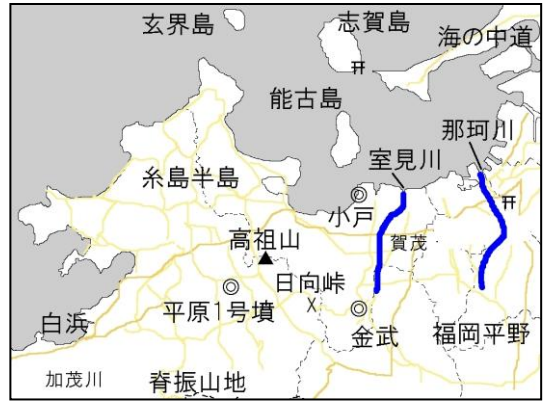 玄界島
志賀島
海の中道
能古島
那珂川
室見川
糸島半島
小戸
高祖山
賀茂
日向峠
平原1号墳
白浜
金武
福岡平野
加茂川
脊振山地